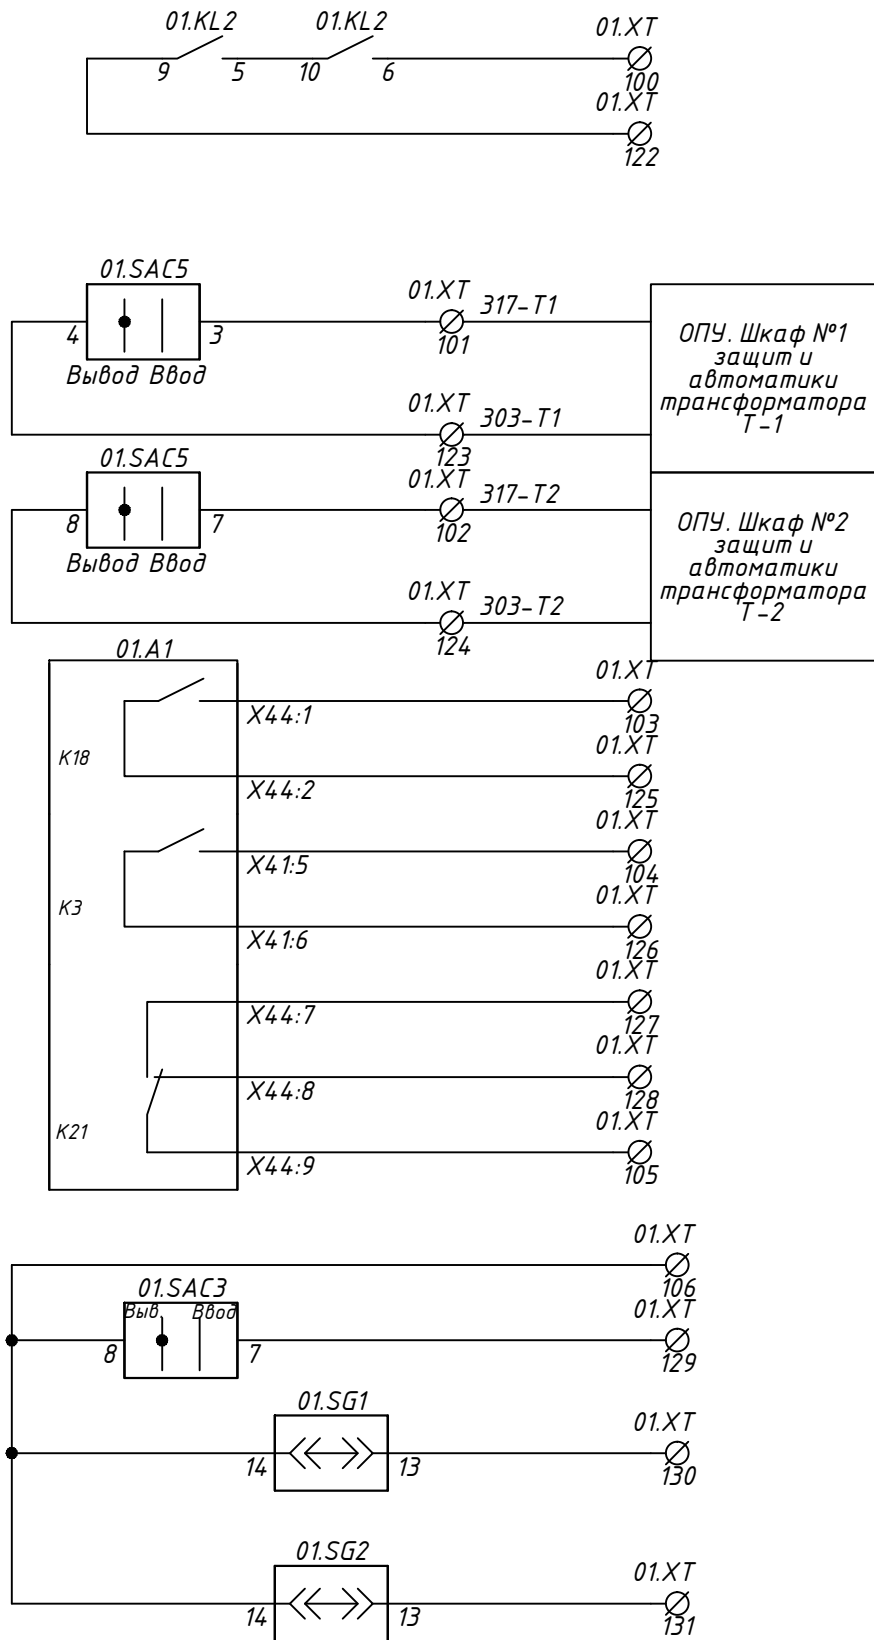 01.KL2 01.KL2 01.XT
9 5 10 6 100
01.XT
122
01.SAC5
4 3
Вывод Ввод
01.XT 317-T1
101
01.XT 303-T1
123
ОПУ. Шкаф №1
защит и
автоматики
трансформатора
Т-1
01.SAC5
8 7
Вывод Ввод
01.XT 317-T2
102
01.XT 303-T2
124
ОПУ. Шкаф №2
защит и
автоматики
трансформатора
Т-2
01.A1
01.XT
X44:1 103
K18
01.XT
X44:2 125
01.XT
X41:5 104
K3
01.XT
X41:6 126
01.XT
X44:7 127
01.XT
X44:8 128
K21
01.XT
X44:9 105
01.XT
106
01.SAC3
Выв. Ввод
8 7
01.XT
129
01.SG1
14 13
01.XT
130
01.SG2
14 13
01.XT
131